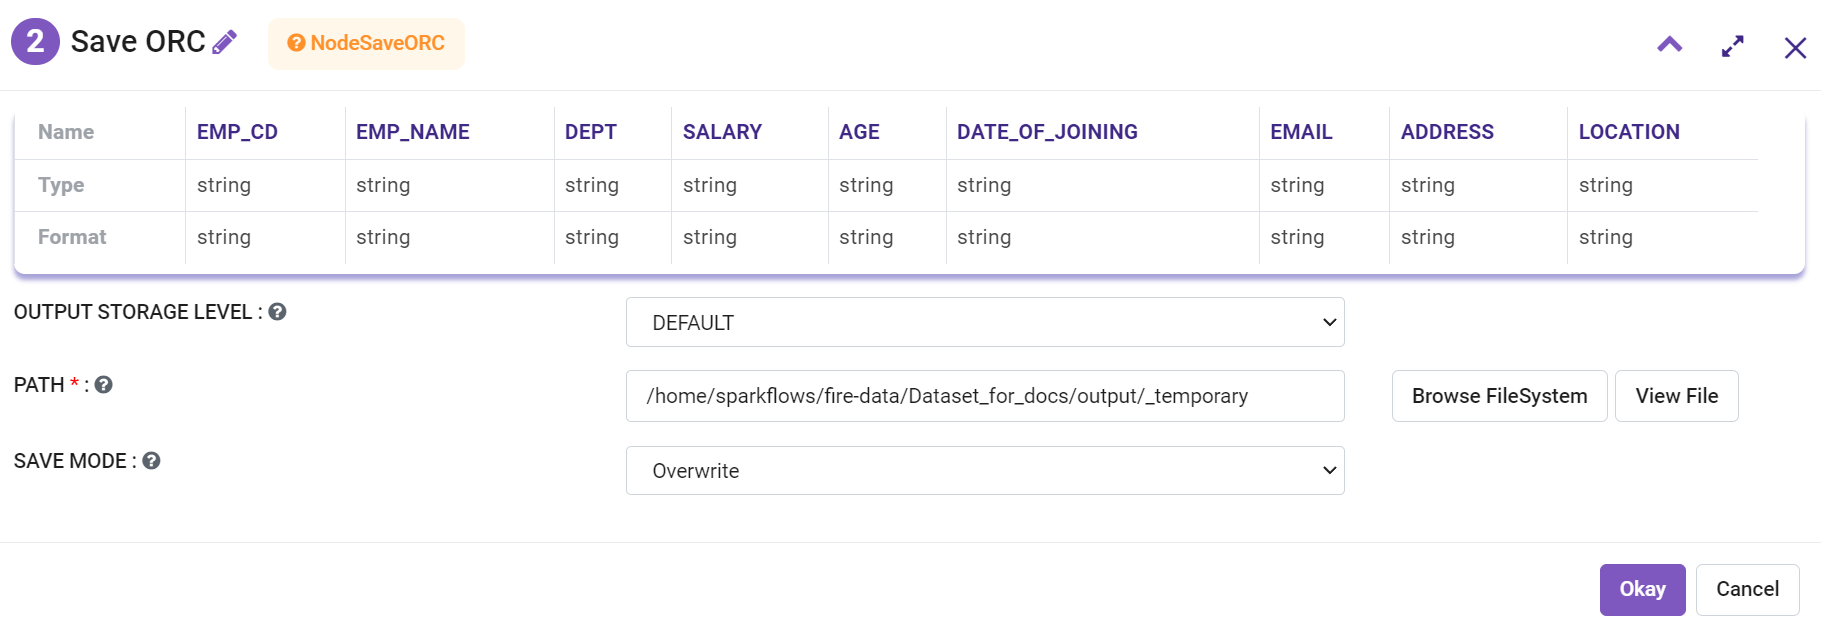 2 Save ORC ? NodeSaveORC
Name EMP_CD EMP_NAME DEPT SALARY AGE DATE_OF_JOINING EMAIL ADDRESS LOCATION
Type string string string string string string string string string
Format string string string string string string string string string
OUTPUT STORAGE LEVEL : ? DEFAULT
PATH * : ? /home/sparkflows/fire-data/Dataset_for_docs/output/_temporary Browse FileSystem View File
SAVE MODE : ? Overwrite
Okay Cancel